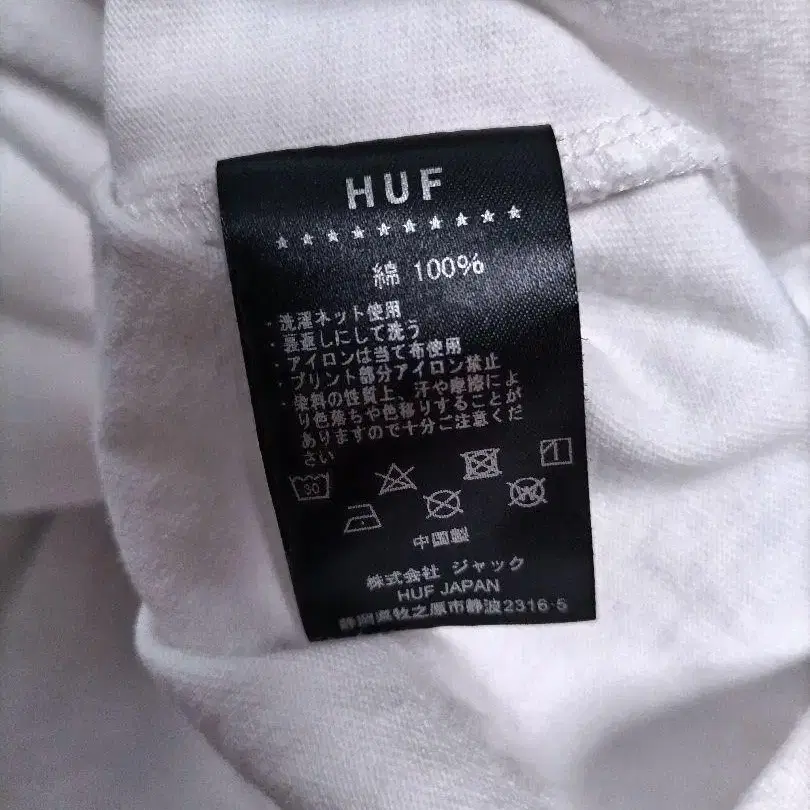 HUF
綿 100%
・洗濯ネット使用
・裏返しにして洗う
・アイロンは当て布使用
・プリント部分アイロン禁止
・染料の性質上、汗や摩擦によ
り色落ちや色移りすることが
ありますので十分ご注意くだ
さい
30
W
中国製
株式会社 ジャック
HUF JAPAN
静岡県牧之原市静波2316-5